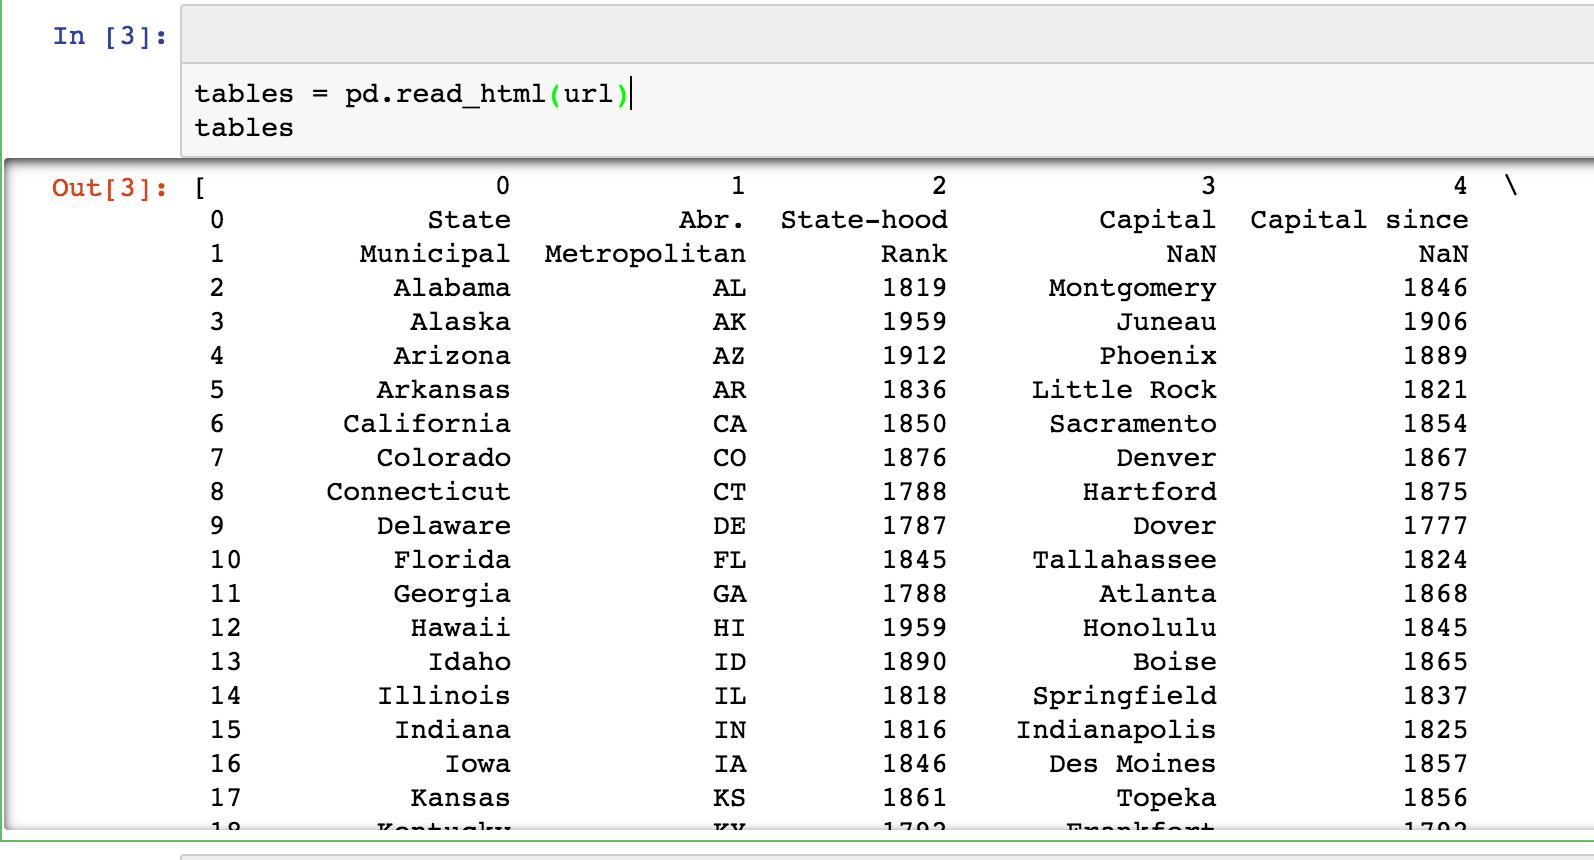 In [3]:
tables = pd.read_html(url)
tables
Out[3]: [ 0 1 2 3 4 \
0 State Abr. State-hood Capital Capital since
1 Municipal Metropolitan Rank NaN NaN
2 Alabama AL 1819 Montgomery 1846
3 Alaska AK 1959 Juneau 1906
4 Arizona AZ 1912 Phoenix 1889
5 Arkansas AR 1836 Little Rock 1821
6 California CA 1850 Sacramento 1854
7 Colorado CO 1876 Denver 1867
8 Connecticut CT 1788 Hartford 1875
9 Delaware DE 1787 Dover 1777
10 Florida FL 1845 Tallahassee 1824
11 Georgia GA 1788 Atlanta 1868
12 Hawaii HI 1959 Honolulu 1845
13 Idaho ID 1890 Boise 1865
14 Illinois IL 1818 Springfield 1837
15 Indiana IN 1816 Indianapolis 1825
16 Iowa IA 1846 Des Moines 1857
17 Kansas KS 1861 Topeka 1856
18 Kentucky KY 1792 Frankfort 1792